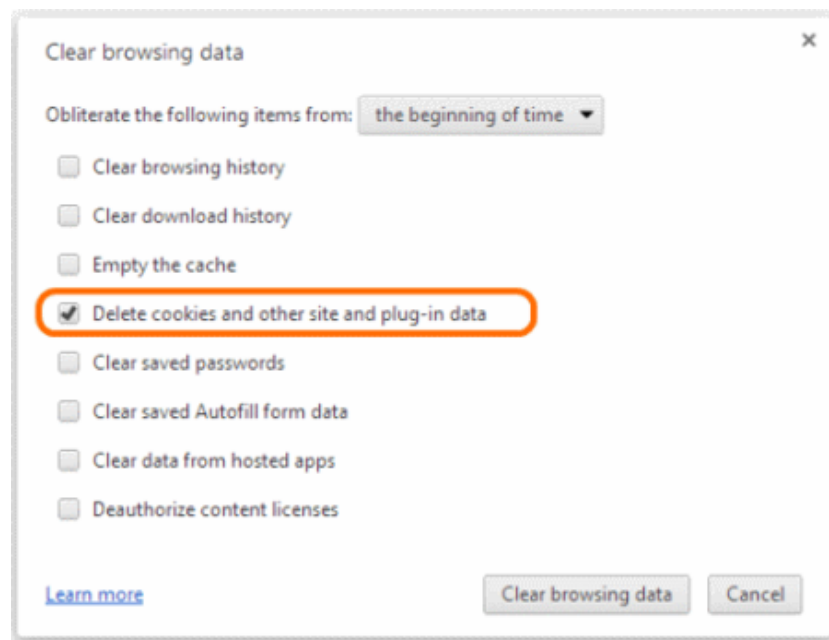 Clear browsing data
Obliterate the following items from: the beginning of time
Clear browsing history
Clear download history
Empty the cache
Delete cookies and other site and plug-in data
Clear saved passwords
Clear saved Autofill form data
Clear data from hosted apps
Deauthorize content licenses
Learn more Clear browsing data Cancel